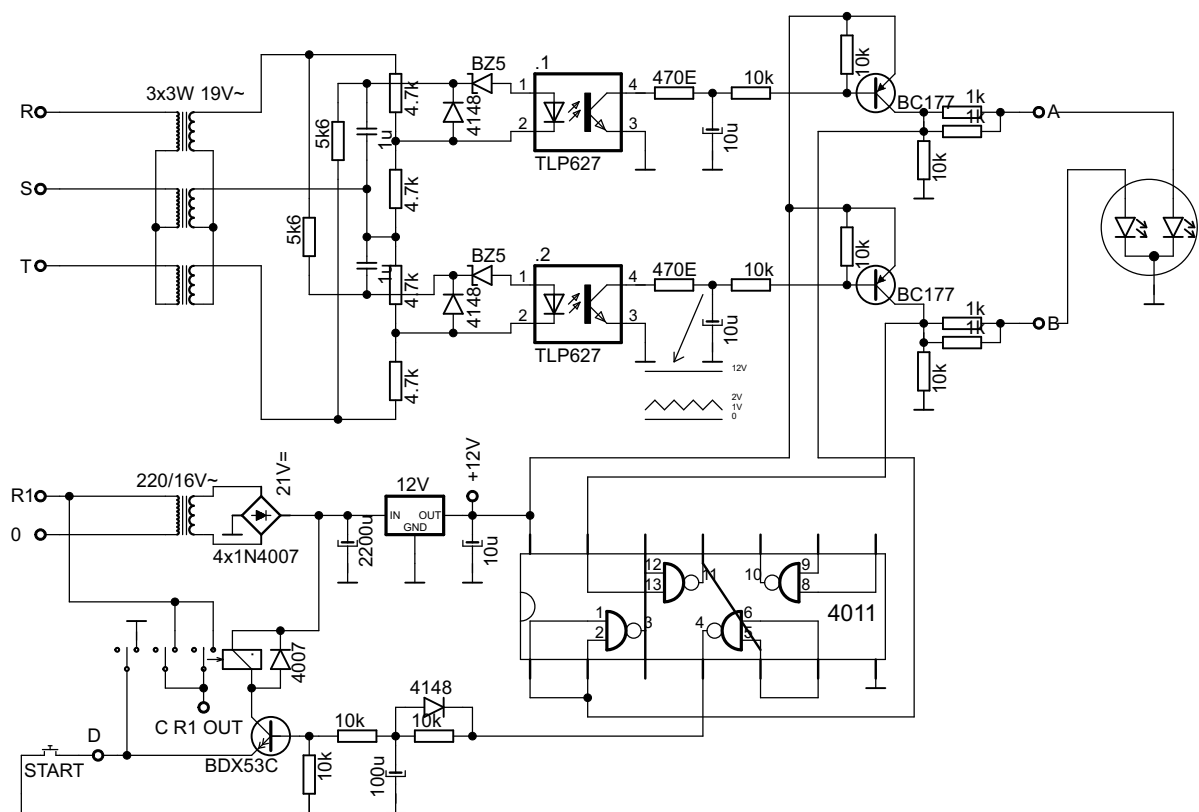 R
S
T
3x3W 19V~
5k6
5k6
1u
1u
4.7k
4.7k
4.7k
4.7k
BZ5
4148
.1
1
2
4
3
TLP627
470E
10k
10u
10k
BC177
1k
1k
10k
A
BZ5
4148
.2
1
2
4
3
TLP627
470E
10k
10u
10k
BC177
1k
1k
10k
B
12V
2V
1V
0
R1
0
220/16V~
21V=
4x1N4007
2200u
12V
IN
OUT
GND
+12V
10u
12
13
11
10
9
8
1
2
3
4
6
5
4011
4007
C R1 OUT
D
START
BDX53C
10k
10k
10k
4148
100u